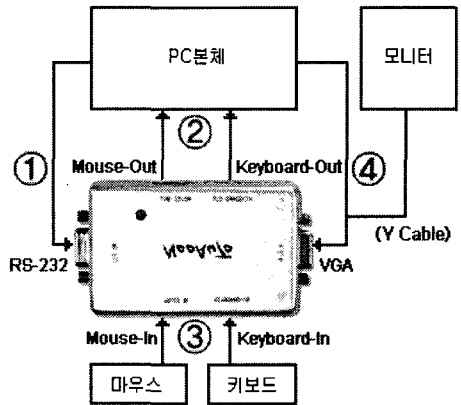 PC본체
모니터
①
②
Mouse-Out
Keyboard-Out
④
(Y Cable)
RS-232
NeoAuto
VGA
Mouse-In
③
Keyboard-In
마우스
키보드